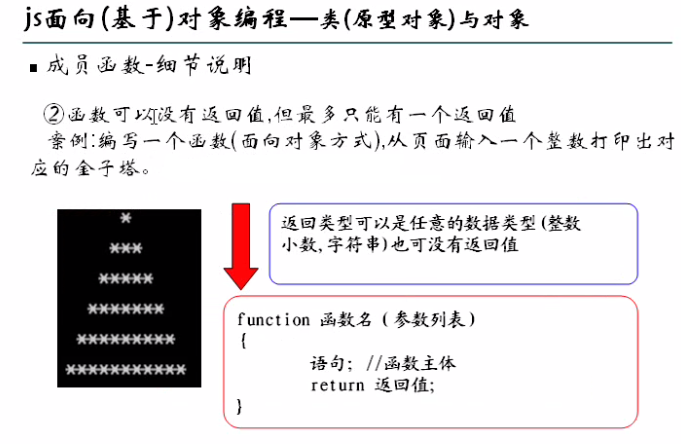 js面向(基于)对象编程—类(原型对象)与对象
■ 成员函数-细节说明
②函数可以没有返回值,但最多只能有一个返回值
案例:编写一个函数(面向对象方式),从页面输入一个整数打印出对
应的金子塔。
*
***
*****
*******
*********
***********
返回类型可以是任意的数据类型(整数
小数,字符串)也可没有返回值
function 函数名 ( 参数列表 )
{
语句; //函数主体
return 返回值;
}